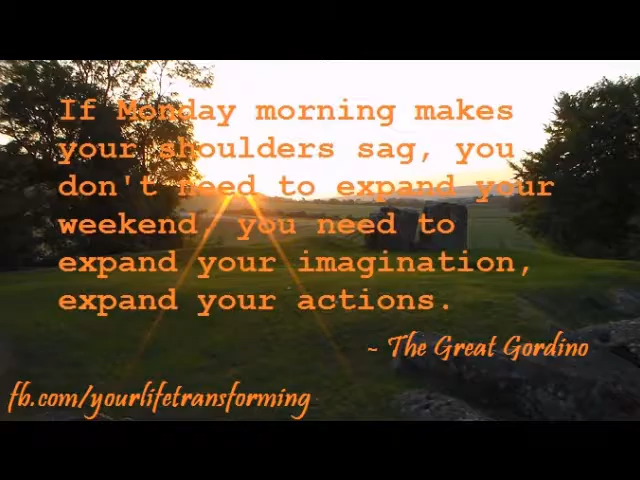 If Monday morning makes
your shoulders sag, you
don't need to expand your
weekend, you need to
expand your imagination,
expand your actions.
~ The Great Gordino
fb.com/yourlifetransforming